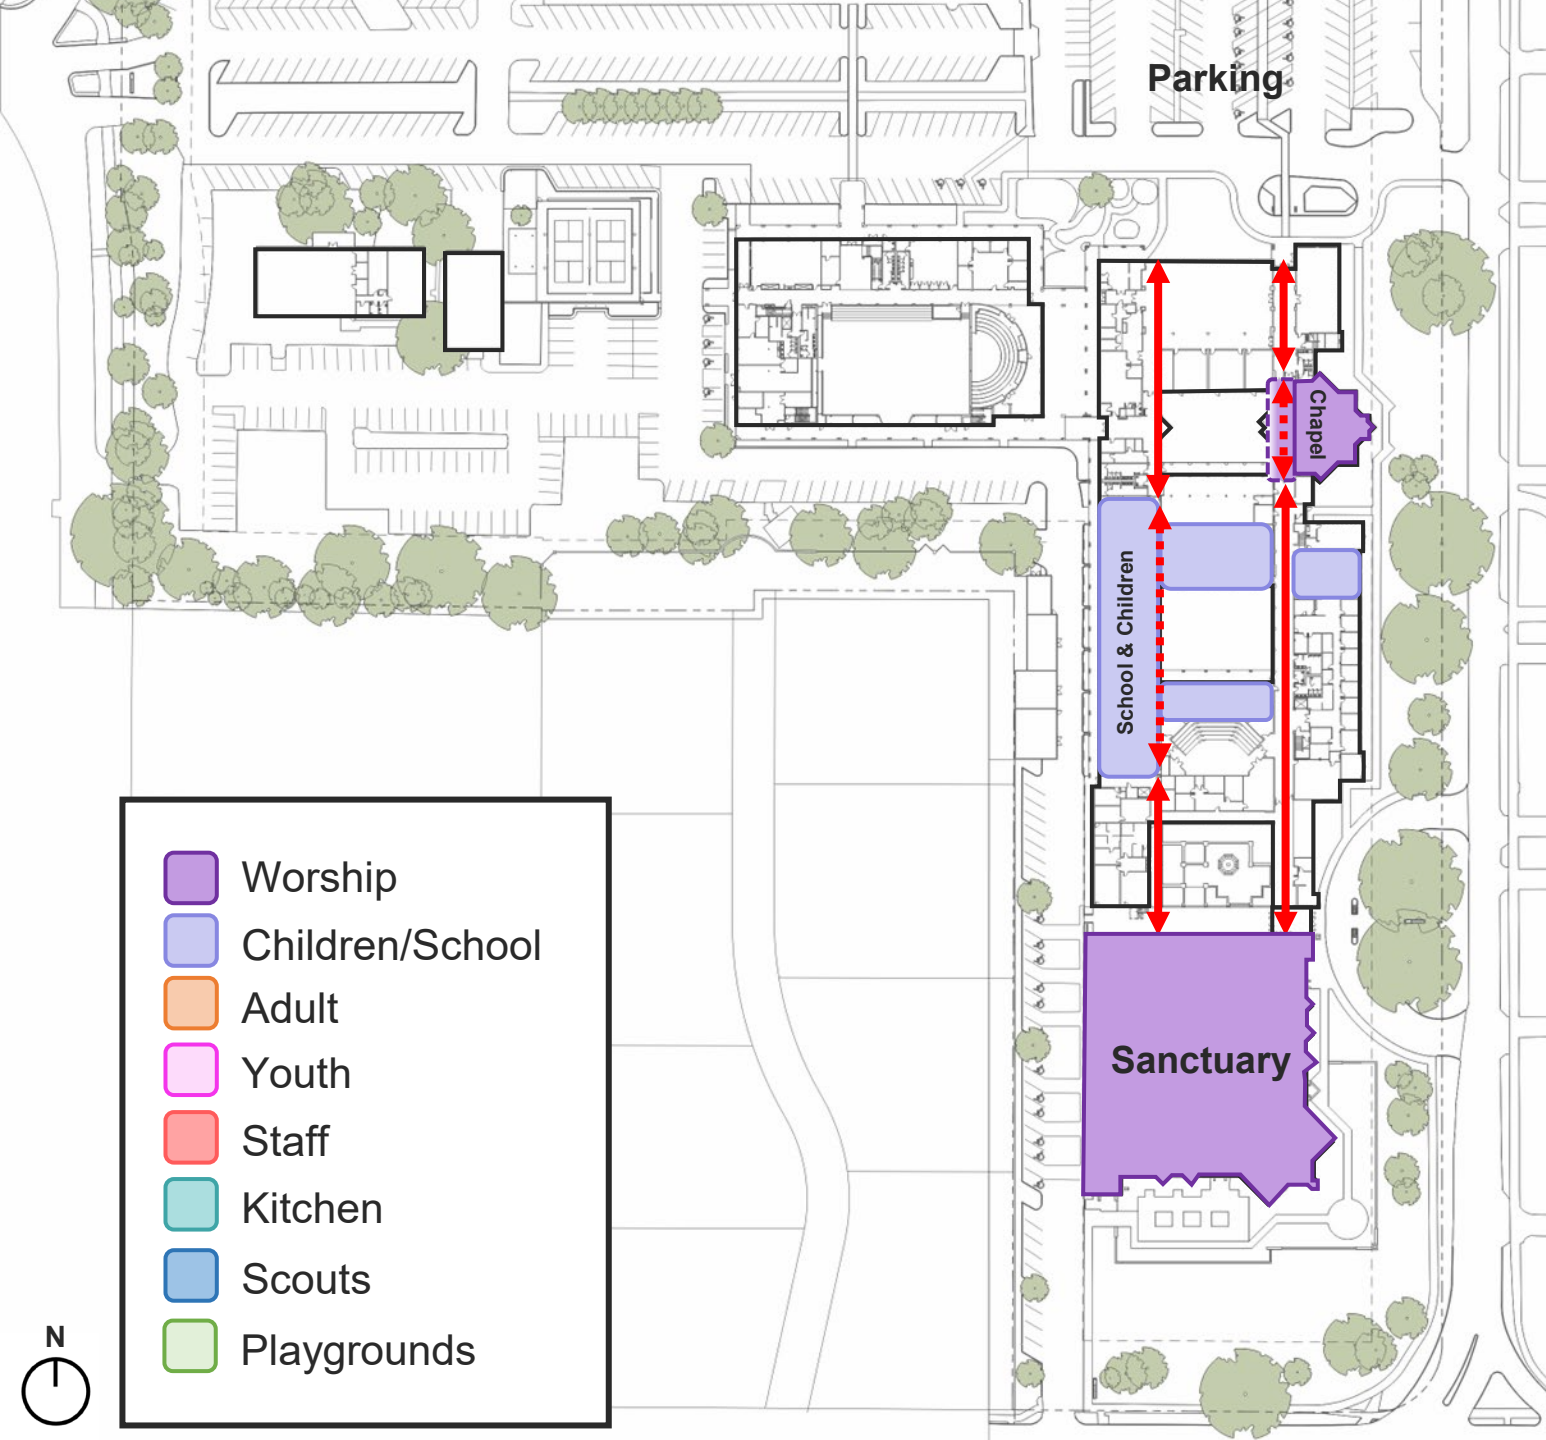 Parking
Chapel
School & Children
Sanctuary
Worship
Children/School
Adult
Youth
Staff
Kitchen
Scouts
Playgrounds
N